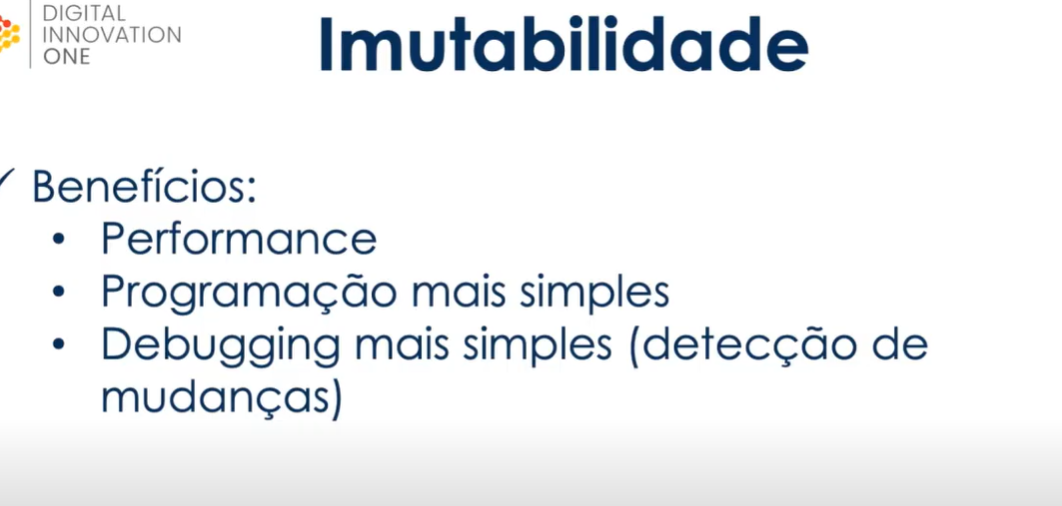 DIGITAL
INNOVATION
ONE
Imutabilidade
✓ Benefícios:
• Performance
• Programação mais simples
• Debugging mais simples (detecção de
mudanças)